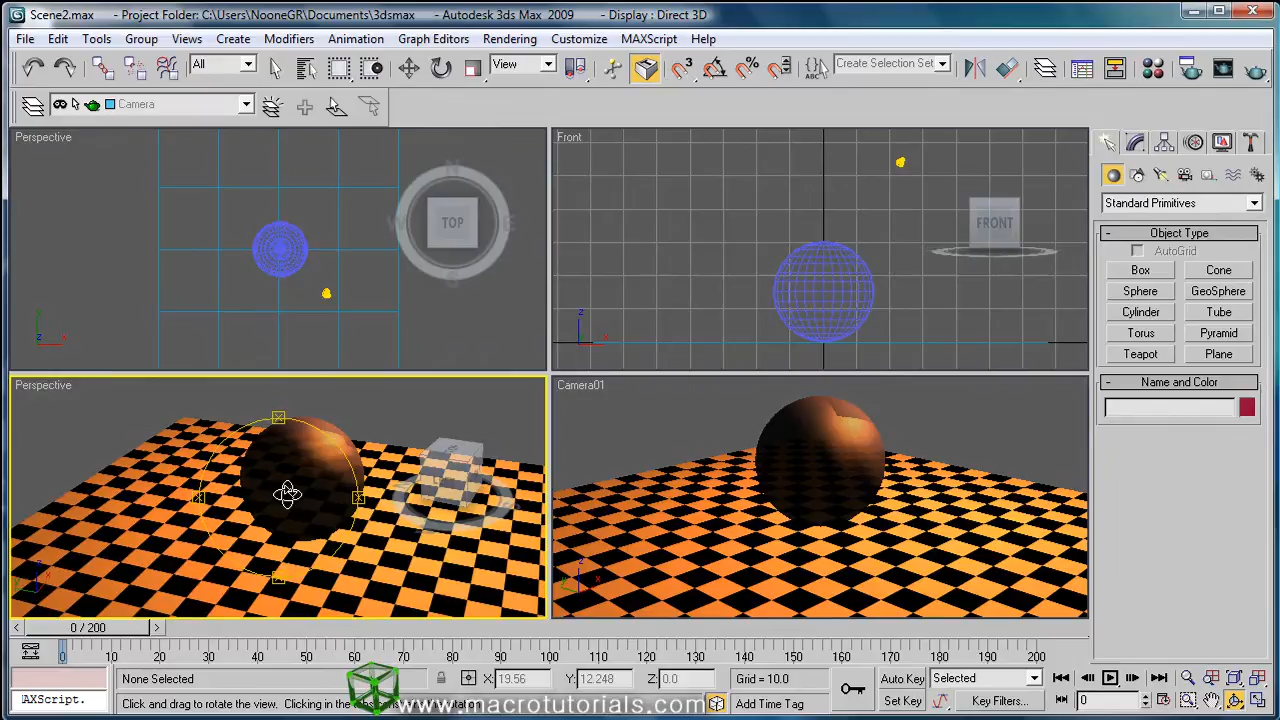 Scene2.max - Project Folder: C:\Users\NooneGR\Documents\3dsmax - Autodesk 3ds Max 2009 - Display : Direct 3D
File Edit Tools Group Views Create Modifiers Animation Graph Editors Rendering Customize MAXScript Help
All View Create Selection Set
Camera
Perspective
TOP
Front
FRONT
Standard Primitives
- Object Type
AutoGrid
Box Cone
Sphere GeoSphere
Cylinder Tube
Torus Pyramid
Teapot Plane
- Name and Color
Perspective
Camera01
< 0 / 200 >
0 10 20 30 40 50 60 70 80 90 100 110 120 130 140 150 160 170 180 190 200
None Selected X: 19.56 Y: 12.248 Z: 0.0 Grid = 10.0 Auto Key Selected
AXScript. Click and drag to rotate the view. Clicking in the Add Time Tag Set Key Key Filters... 0
www.macrotutorials.com